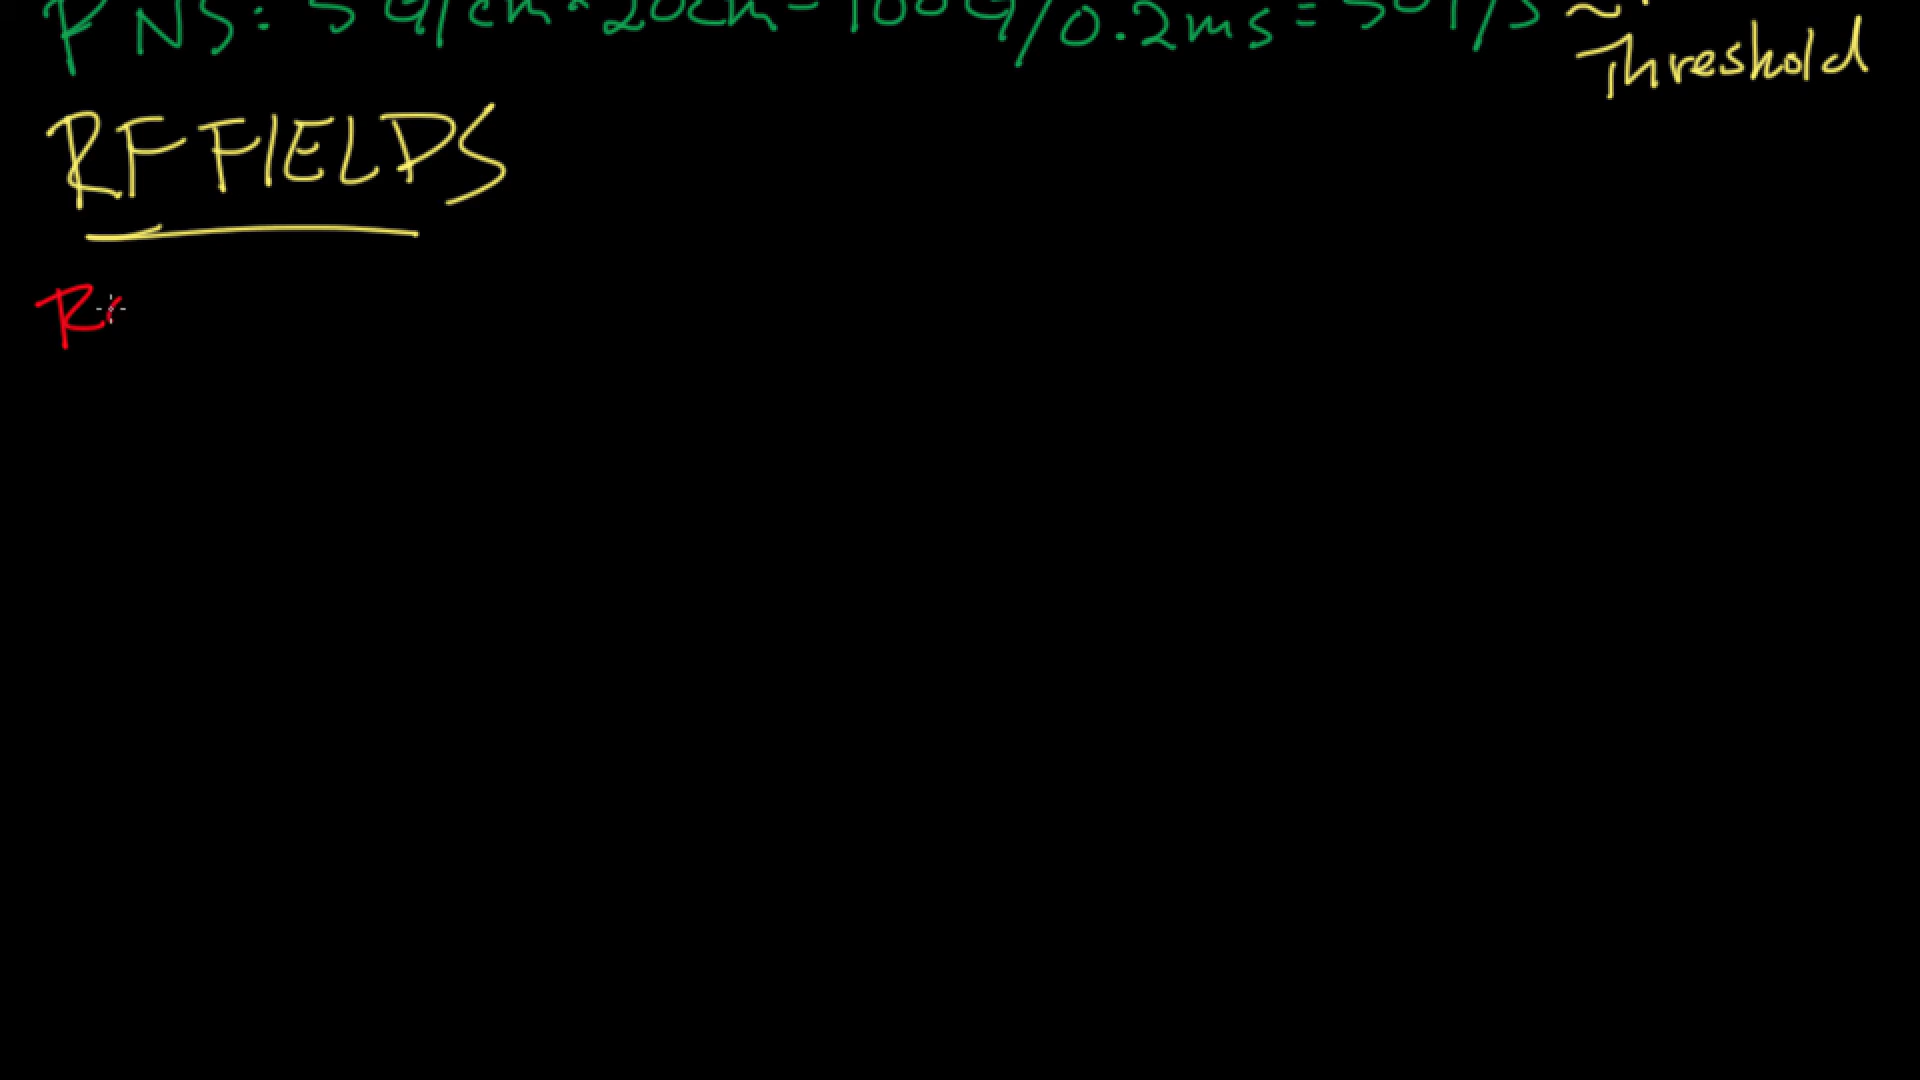 PNS: 5 G/cm * 20cm = 100 G/0.2ms = 50 T/s ~
Threshold
RF FIELDS
R